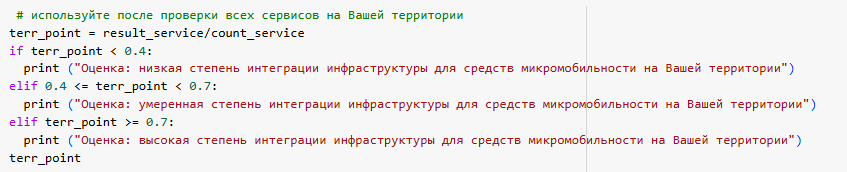 # используйте после проверки всех сервисов на Вашей территории
terr_point = result_service/count_service
if terr_point < 0.4:
  print ("Оценка: низкая степень интеграции инфраструктуры для средств микромобильности на Вашей территории")
elif 0.4 <= terr_point < 0.7:
  print ("Оценка: умеренная степень интеграции инфраструктуры для средств микромобильности на Вашей территории")
elif terr_point >= 0.7:
  print ("Оценка: высокая степень интеграции инфраструктуры для средств микромобильности на Вашей территории")
terr_point